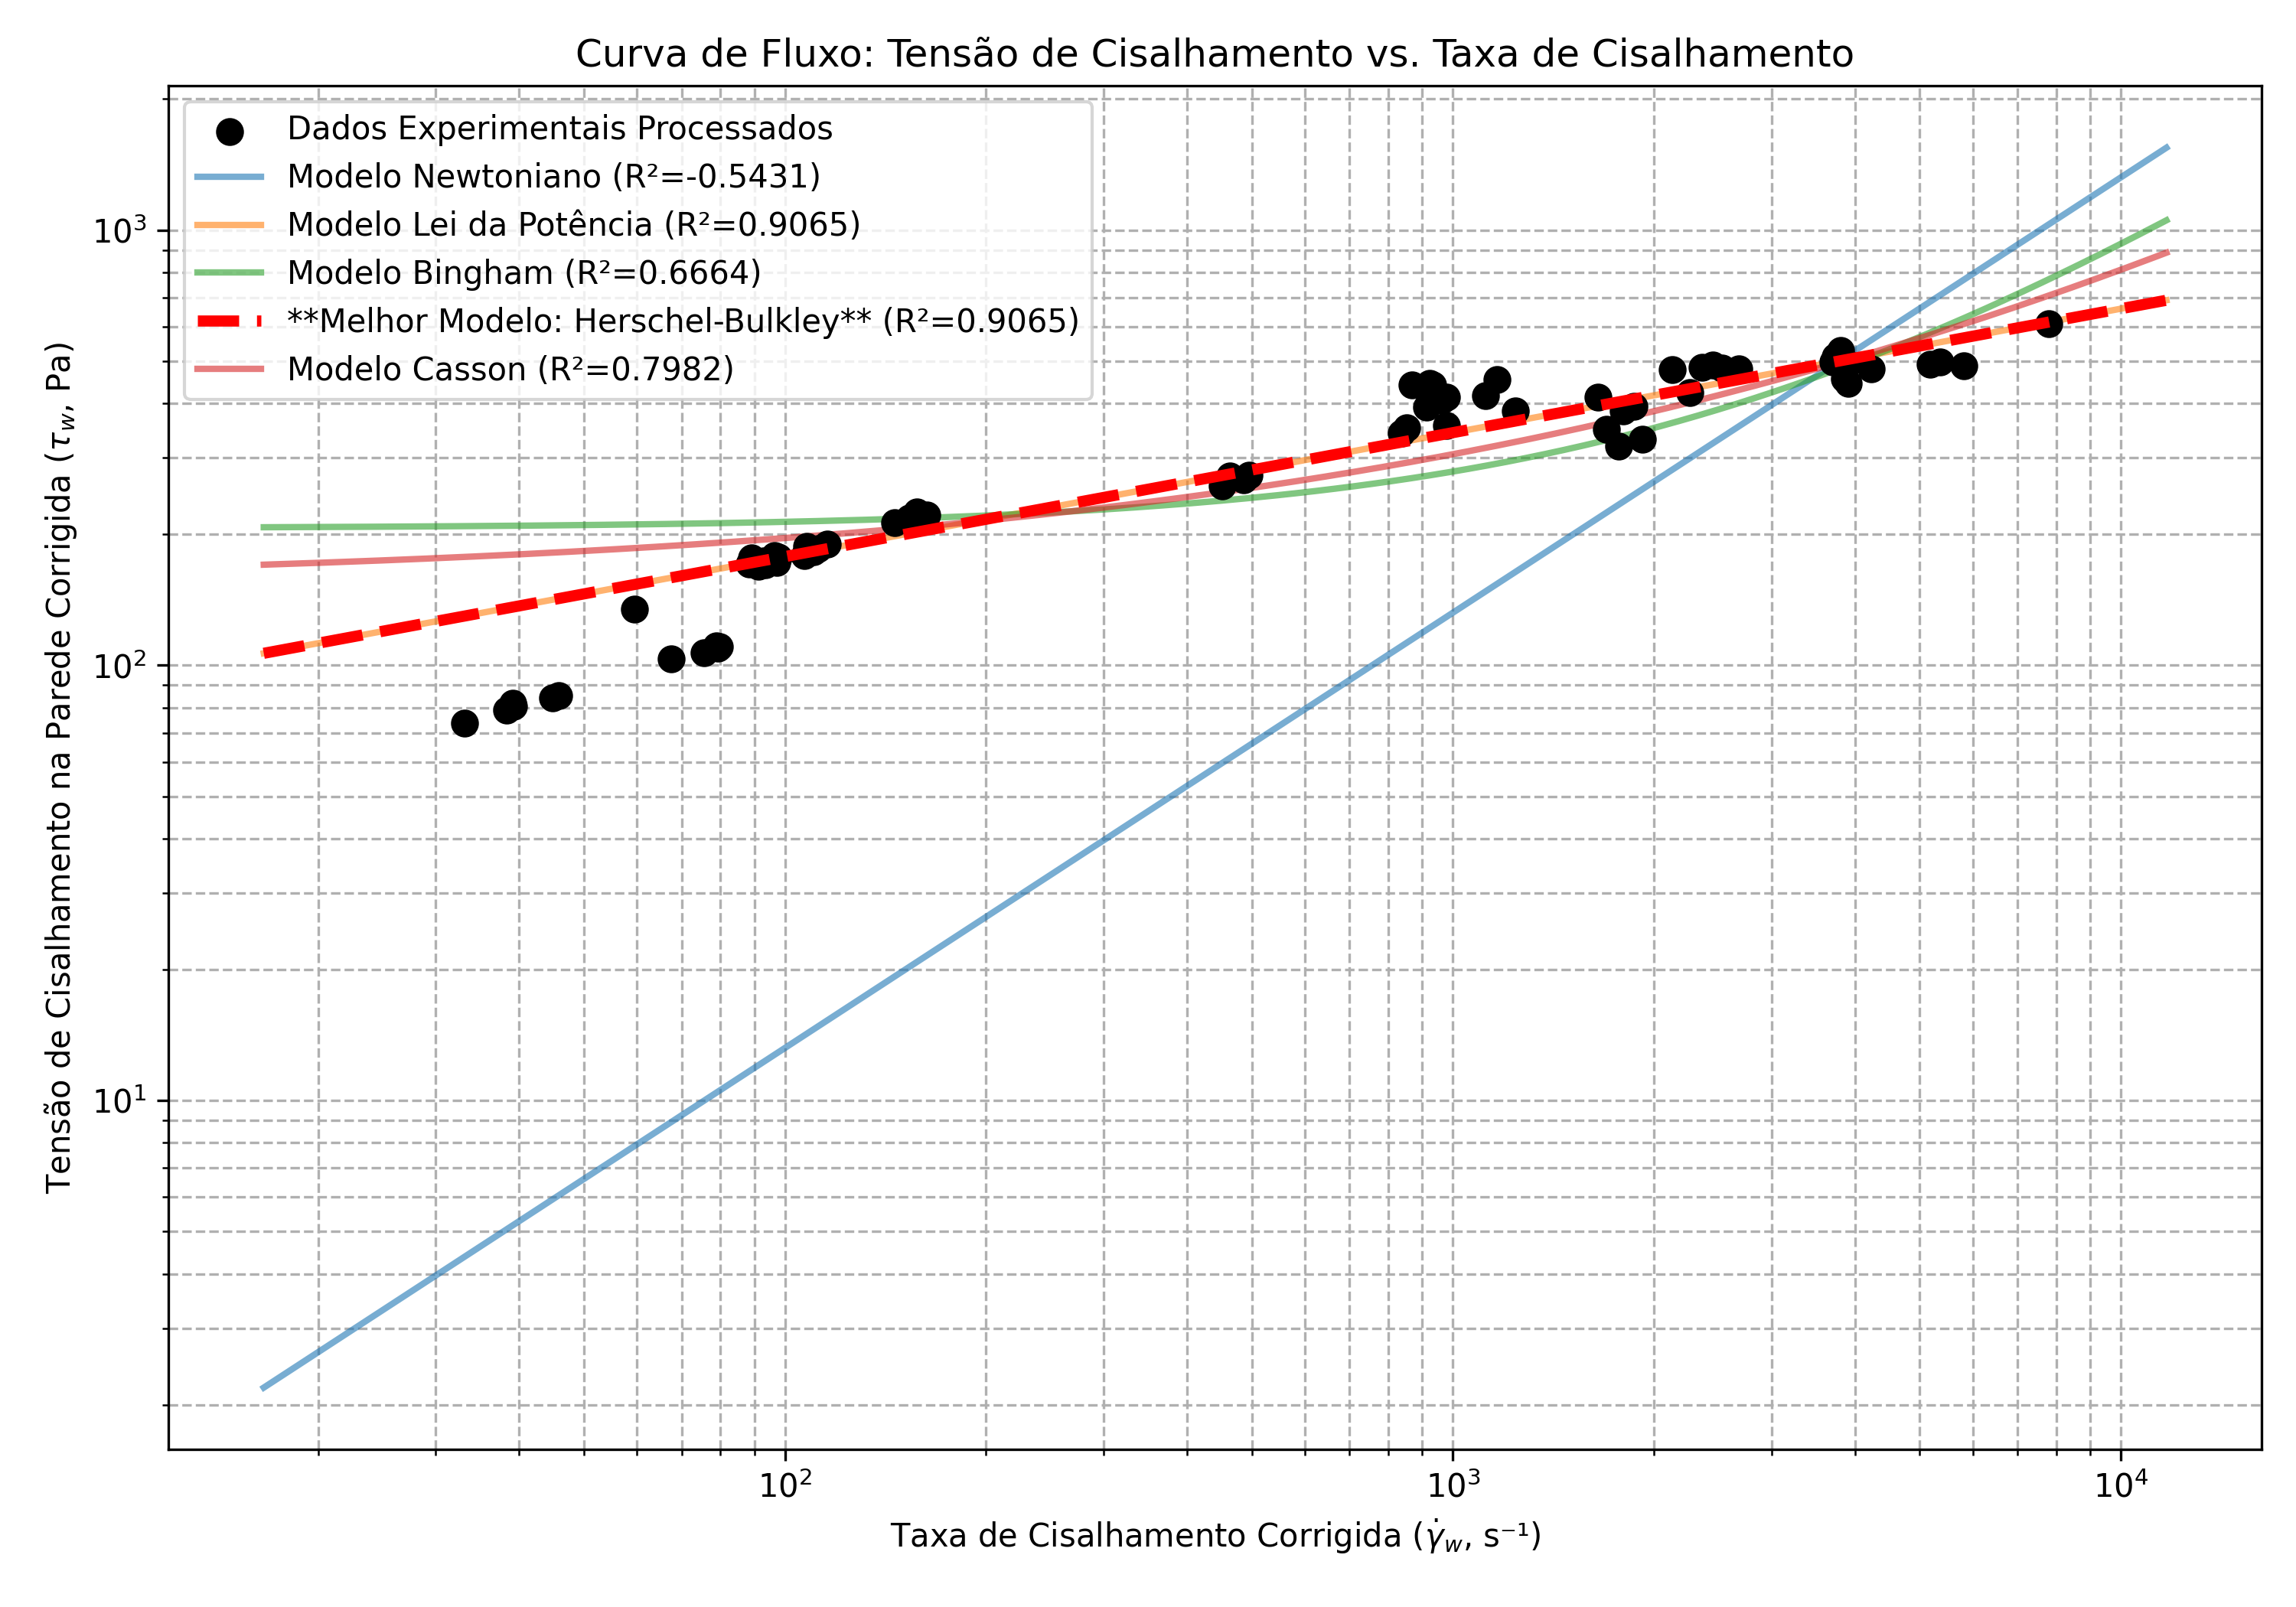 Curva de Fluxo: Tensão de Cisalhamento vs. Taxa de Cisalhamento
Dados Experimentais Processados
Modelo Newtoniano (R²=-0.5431)
Modelo Lei da Potência (R²=0.9065)
Modelo Bingham (R²=0.6664)
**Melhor Modelo: Herschel-Bulkley** (R²=0.9065)
Modelo Casson (R²=0.7982)
Tensão de Cisalhamento na Parede Corrigida (τ_w, Pa)
10³
10²
10¹
10²
10³
10⁴
Taxa de Cisalhamento Corrigida (γ̇_w, s⁻¹)